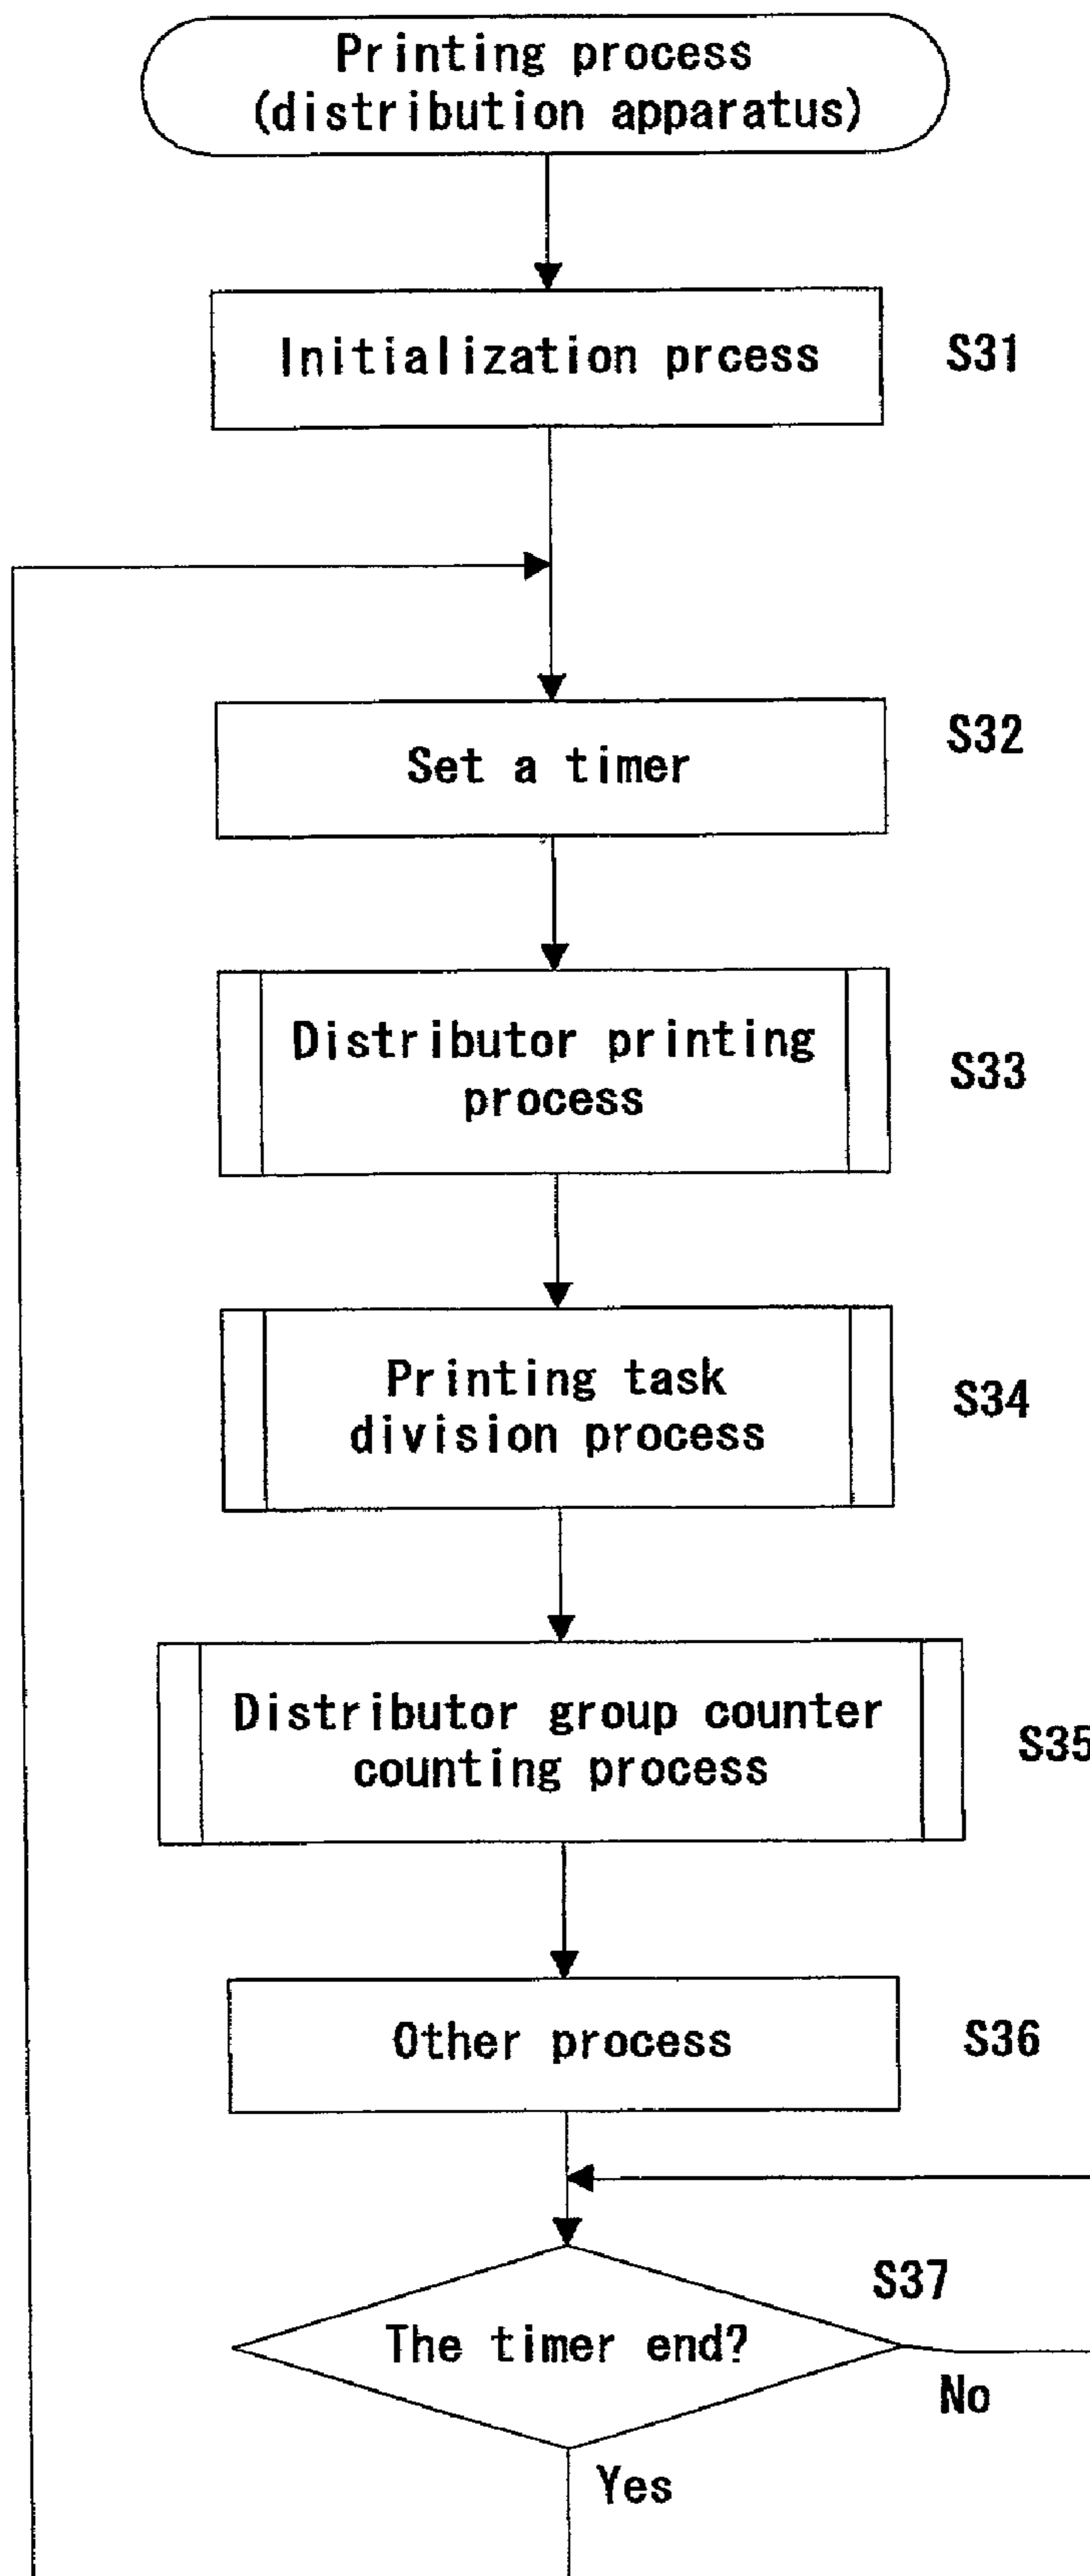 Printing process
(distribution apparatus)
Initialization prcess
S31
Set a timer
S32
Distributor printing
process
S33
Printing task
division process
S34
Distributor group counter
counting process
S35
Other process
S36
The timer end?
S37
No
Yes